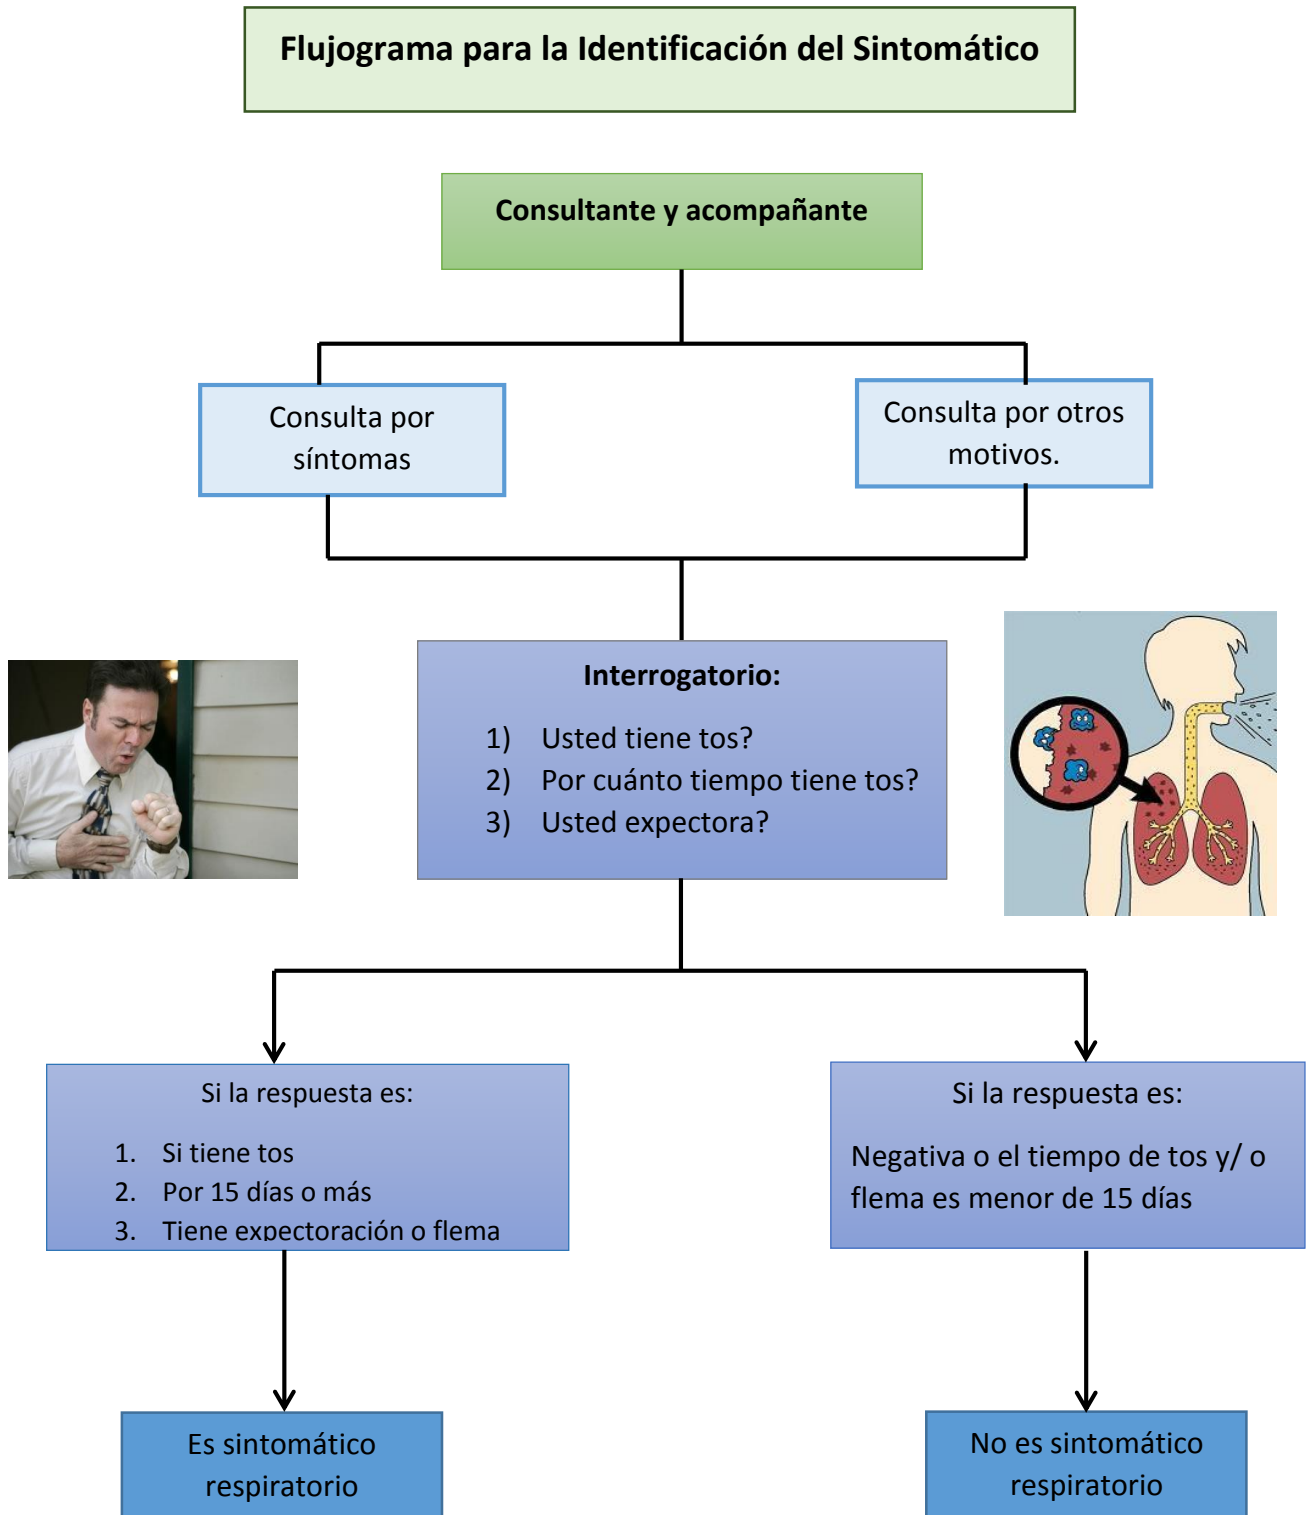 Flujograma para la Identificación del Sintomático
Consultante y acompañante
Consulta por
síntomas
Consulta por otros
motivos.
Interrogatorio:
1) Usted tiene tos?
2) Por cuánto tiempo tiene tos?
3) Usted expectora?
Si la respuesta es:
1. Si tiene tos
2. Por 15 días o más
3. Tiene expectoración o flema
Si la respuesta es:
Negativa o el tiempo de tos y/ o
flema es menor de 15 días
Es sintomático
respiratorio
No es sintomático
respiratorio